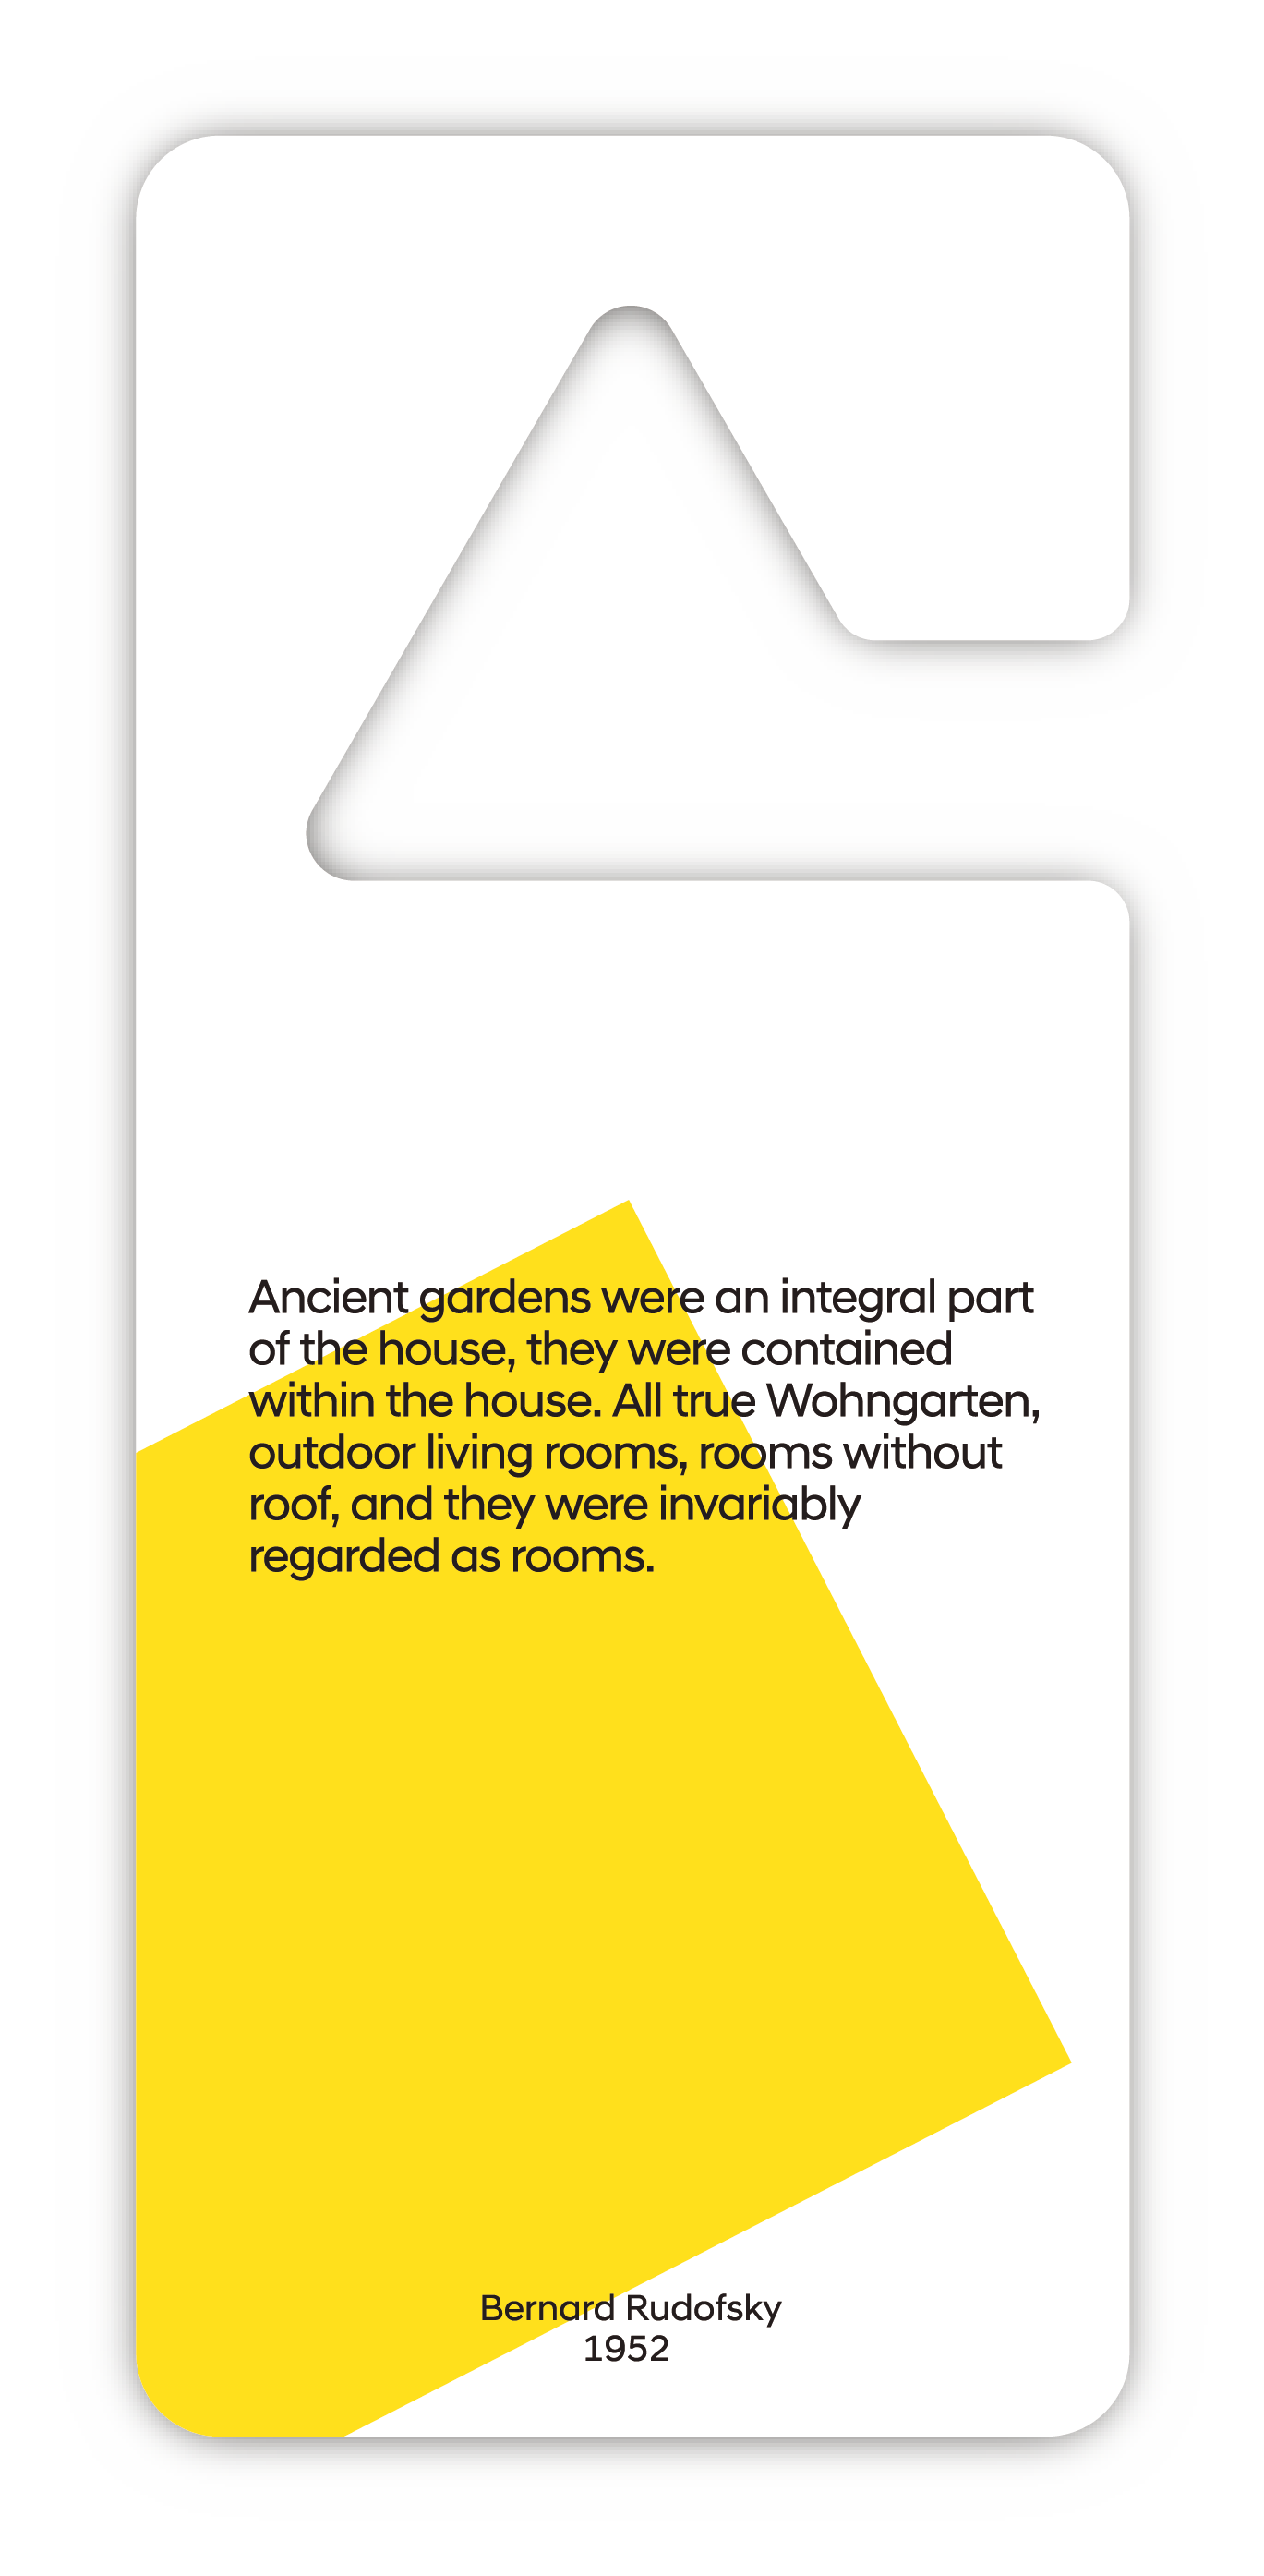 Ancient gardens were an integral part
of the house, they were contained
within the house. All true Wohngarten,
outdoor living rooms, rooms without
roof, and they were invariably
regarded as rooms.
Bernard Rudofsky
1952